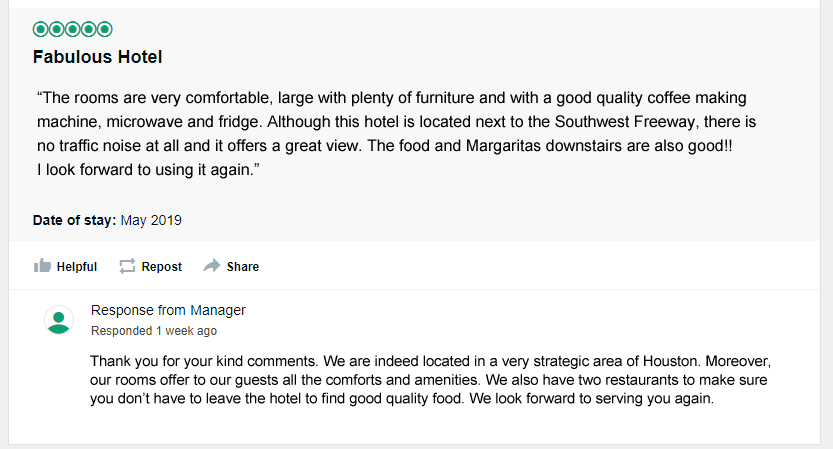 Fabulous Hotel
“The rooms are very comfortable, large with plenty of furniture and with a good quality coffee making
machine, microwave and fridge. Although this hotel is located next to the Southwest Freeway, there is
no traffic noise at all and it offers a great view. The food and Margaritas downstairs are also good!!
I look forward to using it again.”
Date of stay: May 2019
Helpful Repost Share
Response from Manager
Responded 1 week ago
Thank you for your kind comments. We are indeed located in a very strategic area of Houston. Moreover,
our rooms offer to our guests all the comforts and amenities. We also have two restaurants to make sure
you don’t have to leave the hotel to find good quality food. We look forward to serving you again.